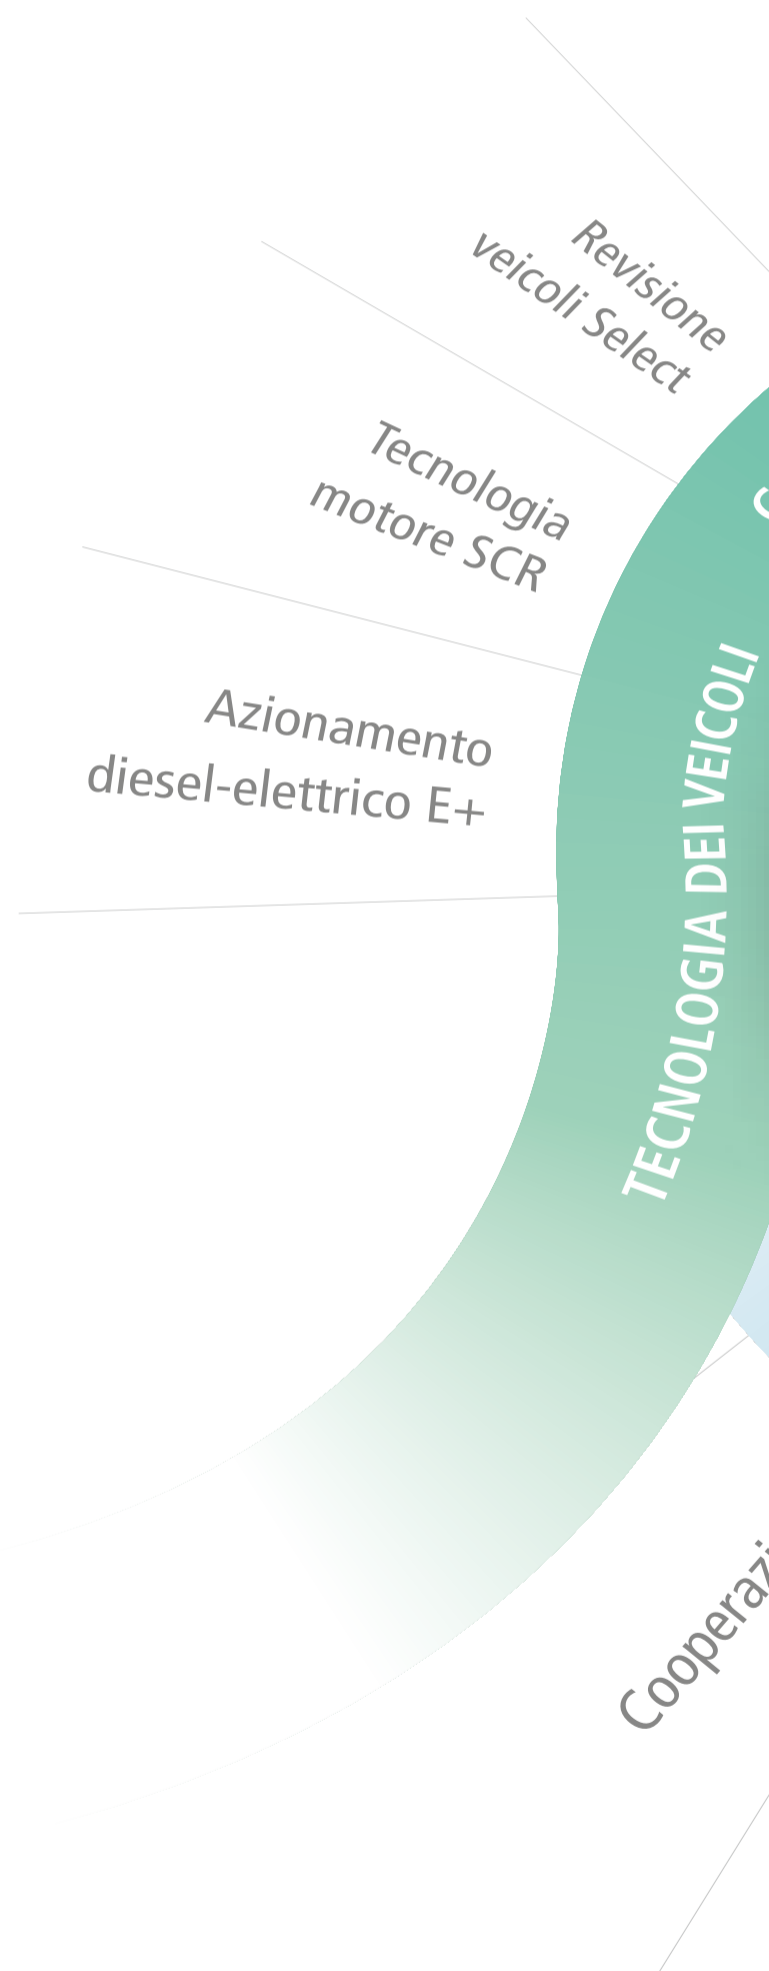 Revisione
veicoli Select
Tecnologia
motore SCR
Azionamento
diesel-elettrico E+
TECNOLOGIA DEI VEICOLI